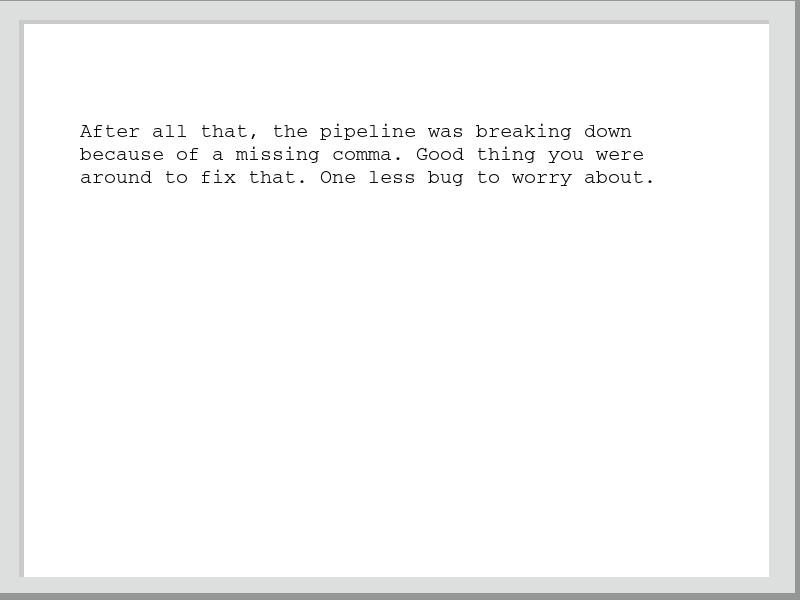 After all that, the pipeline was breaking down
because of a missing comma. Good thing you were
around to fix that. One less bug to worry about.